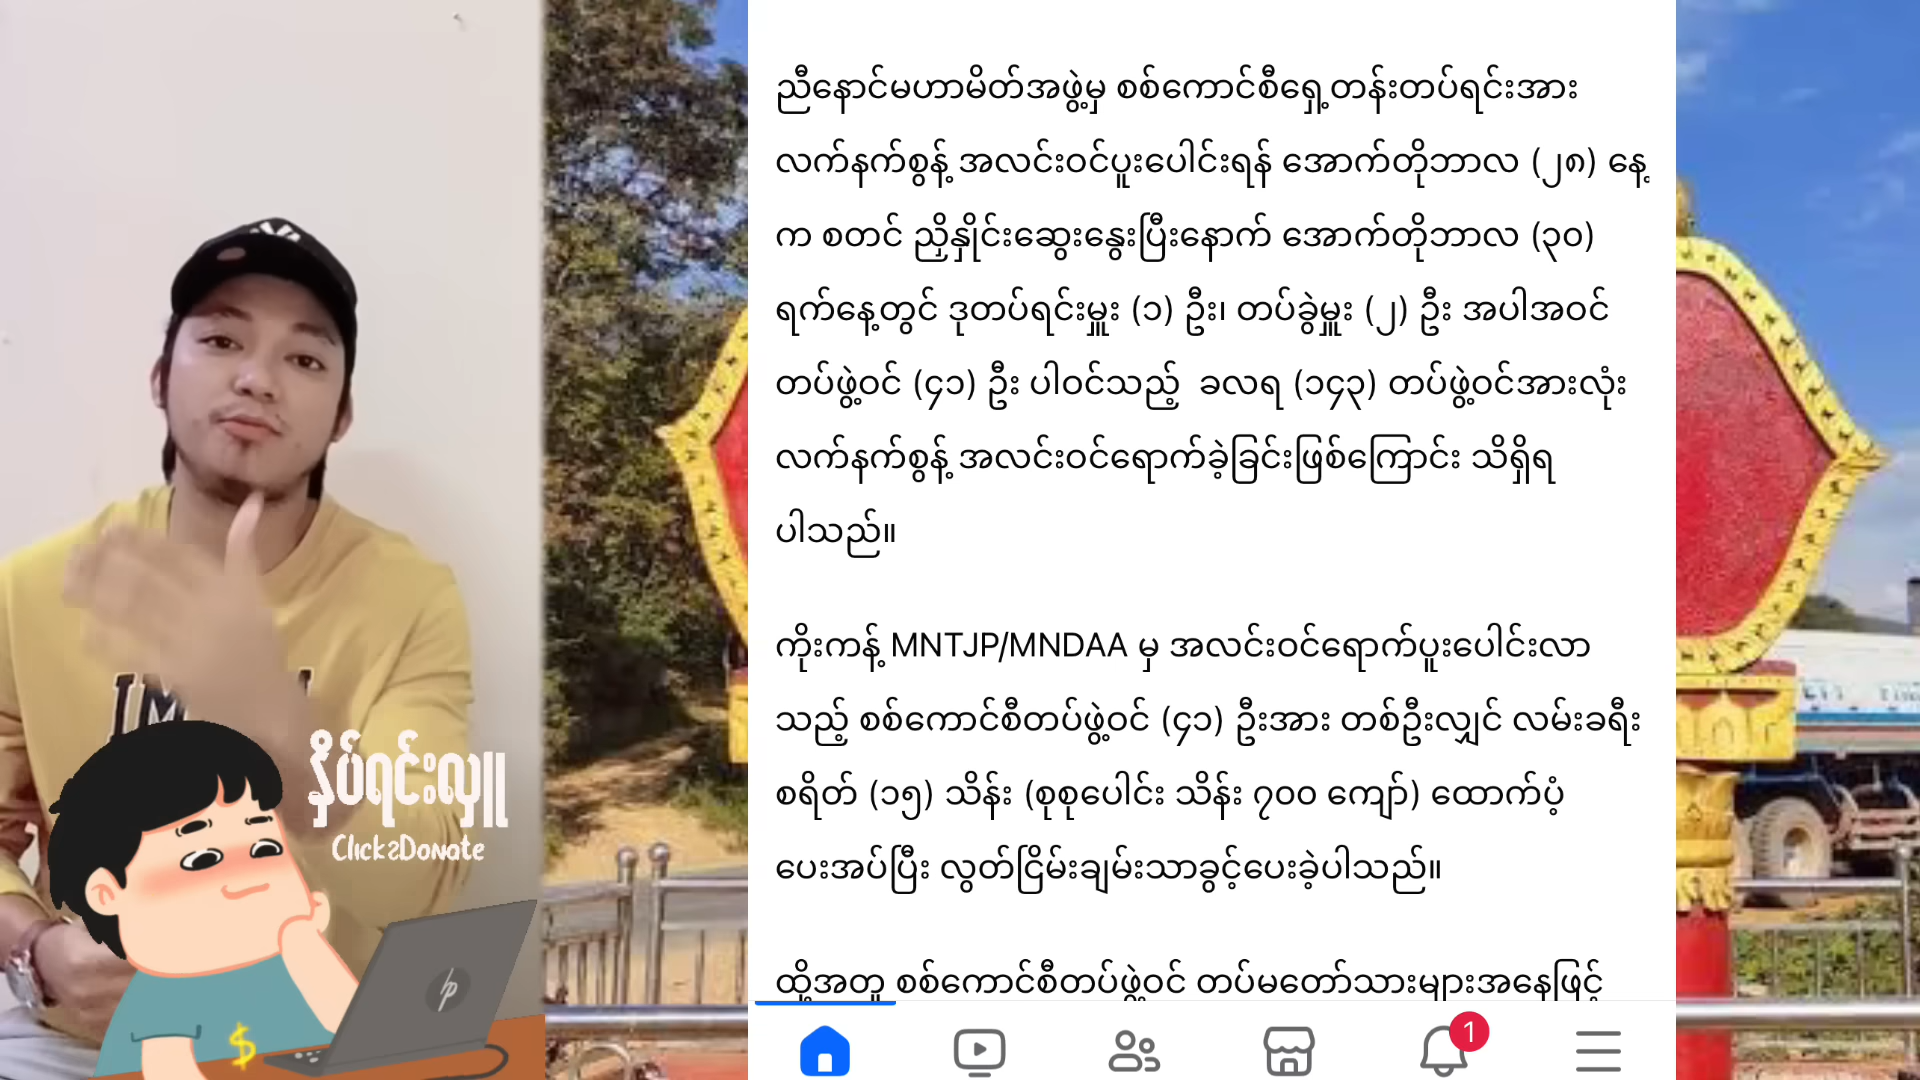 ညီနောင်မဟာမိတ်အဖွဲ့မှ စစ်ကောင်စီရှေ့တန်းတပ်ရင်းအား
လက်နက်စွန့် အလင်းဝင်ပူးပေါင်းရန် အောက်တိုဘာလ (၂၈) နေ့
က စတင် ညှိနှိုင်းဆွေးနွေးပြီးနောက် အောက်တိုဘာလ (၃၀)
ရက်နေ့တွင် ဒုတပ်ရင်းမှူး (၁) ဦး၊ တပ်ခွဲမှူး (၂) ဦး အပါအဝင်
တပ်ဖွဲ့ဝင် (၄၁) ဦး ပါဝင်သည့် ခလရ (၁၄၃) တပ်ဖွဲ့ဝင်အားလုံး
လက်နက်စွန့် အလင်းဝင်ရောက်ခဲ့ခြင်းဖြစ်ကြောင်း သိရှိရ
ပါသည်။
ကိုးကန့် MNTJP/MNDAA မှ အလင်းဝင်ရောက်ပူးပေါင်းလာ
သည့် စစ်ကောင်စီတပ်ဖွဲ့ဝင် (၄၁) ဦးအား တစ်ဦးလျှင် လမ်းခရီး
စရိတ် (၁၅) သိန်း (စုစုပေါင်း သိန်း ၇၀၀ ကျော်) ထောက်ပံ့
ပေးအပ်ပြီး လွတ်ငြိမ်းချမ်းသာခွင့်ပေးခဲ့ပါသည်။
ထို့အတူ စစ်ကောင်စီတပ်ဖွဲ့ဝင် တပ်မတော်သားများအနေဖြင့်
1
နှိပ်ရင်းလှူ
Click2Donate
hp
$